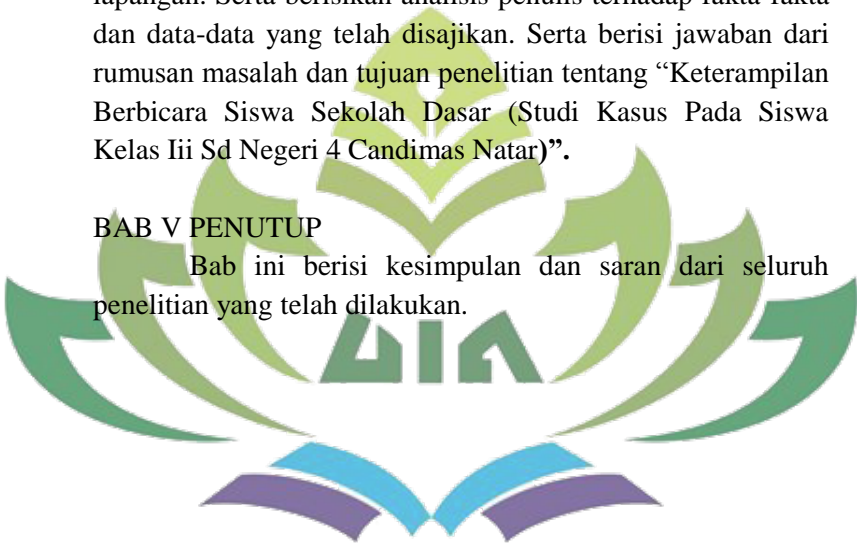 lapangan. Serta berisikan analisis penulis terhadap fakta-fakta
dan data-data yang telah disajikan. Serta berisi jawaban dari
rumusan masalah dan tujuan penelitian tentang “Keterampilan
Berbicara Siswa Sekolah Dasar (Studi Kasus Pada Siswa
Kelas Iii Sd Negeri 4 Candimas Natar)”.
BAB V PENUTUP
Bab ini berisi kesimpulan dan saran dari seluruh
penelitian yang telah dilakukan.
UIN